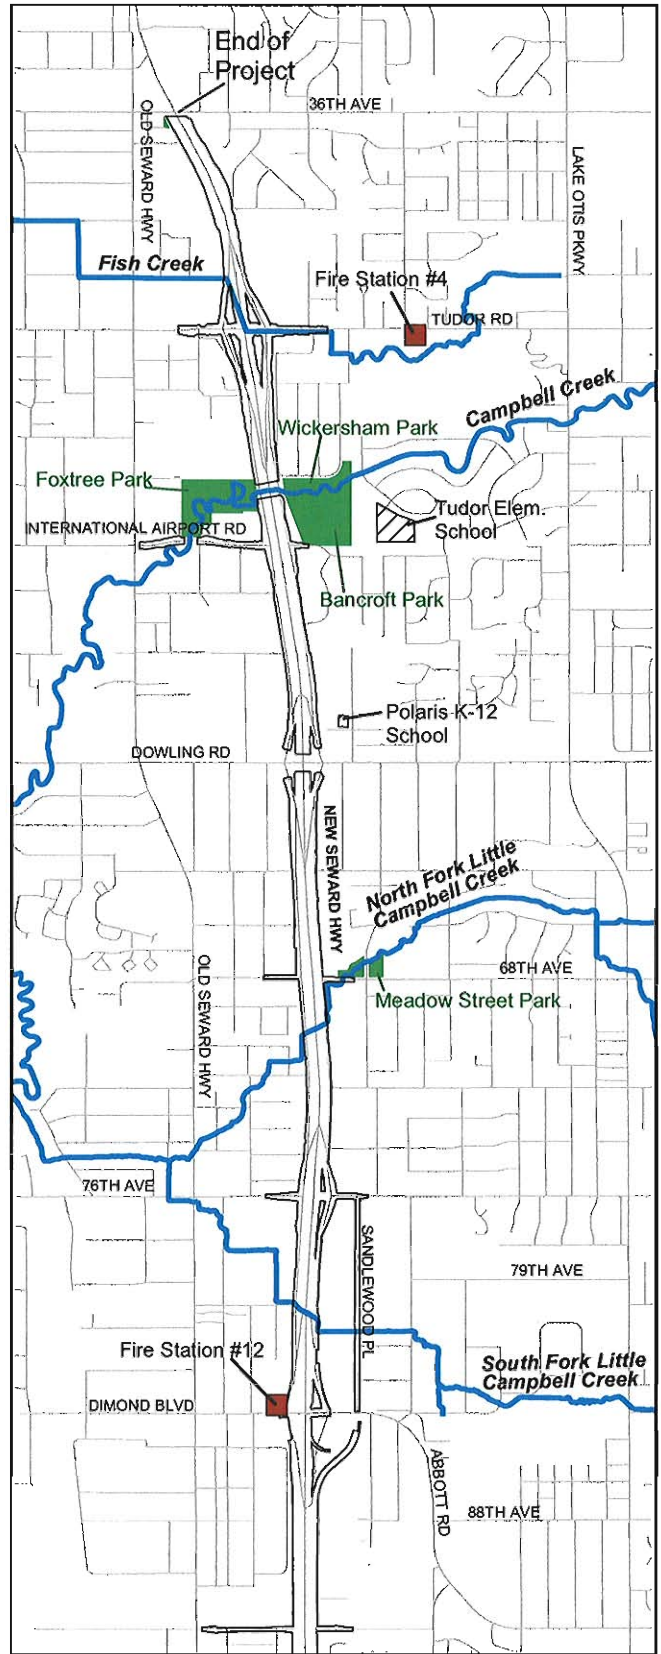 End of
Project
36TH AVE
OLD SEWARD HWY
LAKE OTIS PKWY
Fish Creek
Fire Station #4
TUDOR RD
Campbell Creek
Wickersham Park
Foxtree Park
Tudor Elem.
School
INTERNATIONAL AIRPORT RD
Bancroft Park
Polaris K-12
School
DOWLING RD
NEW SEWARD HWY
North Fork Little
Campbell Creek
OLD SEWARD HWY
68TH AVE
Meadow Street Park
76TH AVE
SANDLEWOOD PL
79TH AVE
Fire Station #12
South Fork Little
Campbell Creek
DIMOND BLVD
ABBOTT RD
88TH AVE